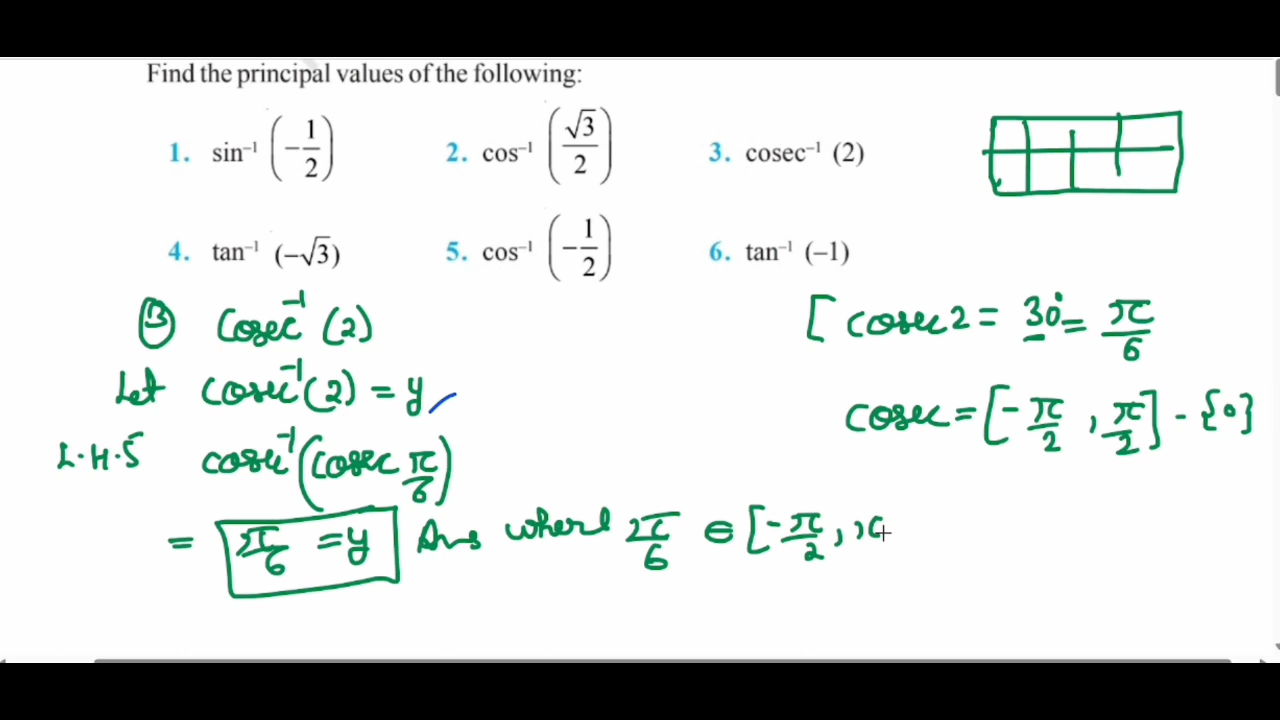 Find the principal values of the following:
1. sin⁻¹ (−1/2) 2. cos⁻¹ (√3/2) 3. cosec⁻¹ (2)
4. tan⁻¹ (−√3) 5. cos⁻¹ (−1/2) 6. tan⁻¹ (−1)
③ Cosec⁻¹ (2)
[ cosec 2 = 30° = π/6
Let cosec⁻¹(2) = y
cosec = [-π/2 , π/2] - {0}
L.H.S cosec⁻¹(cosec π/6)
= π/6 = y Ans where π/6 ∈ [-π/2 ,